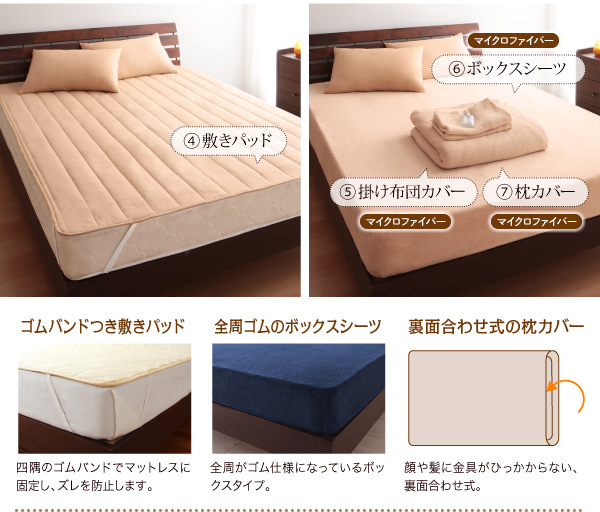 ④敷きパッド
マイクロファイバー
⑥ボックスシーツ
⑤掛け布団カバー
マイクロファイバー
⑦枕カバー
マイクロファイバー
ゴムバンドつき敷きパッド
四隅のゴムバンドでマットレスに
固定し、ズレを防止します。
全周ゴムのボックスシーツ
全周がゴム仕様になっているボッ
クスタイプ。
裏面合わせ式の枕カバー
顔や髪に金具がひっかからない、
裏面合わせ式。